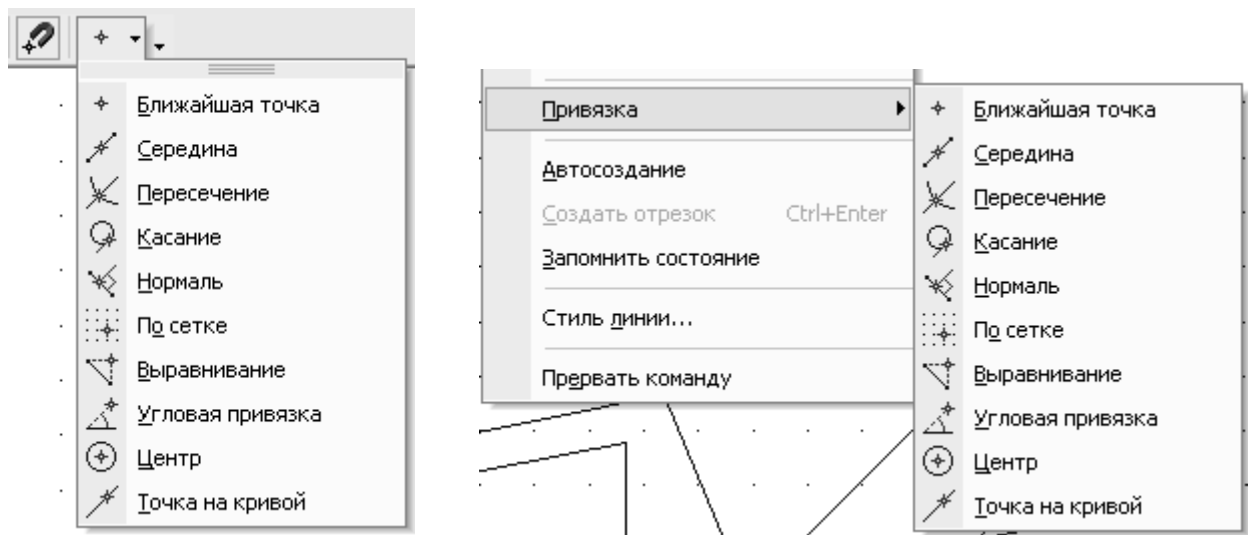 Ближайшая точка
Середина
Пересечение
Касание
Нормаль
По сетке
Выравнивание
Угловая привязка
Центр
Точка на кривой
Привязка
Автосоздание
Создать отрезок Ctrl+Enter
Запомнить состояние
Стиль линии...
Прервать команду
Ближайшая точка
Середина
Пересечение
Касание
Нормаль
По сетке
Выравнивание
Угловая привязка
Центр
Точка на кривой